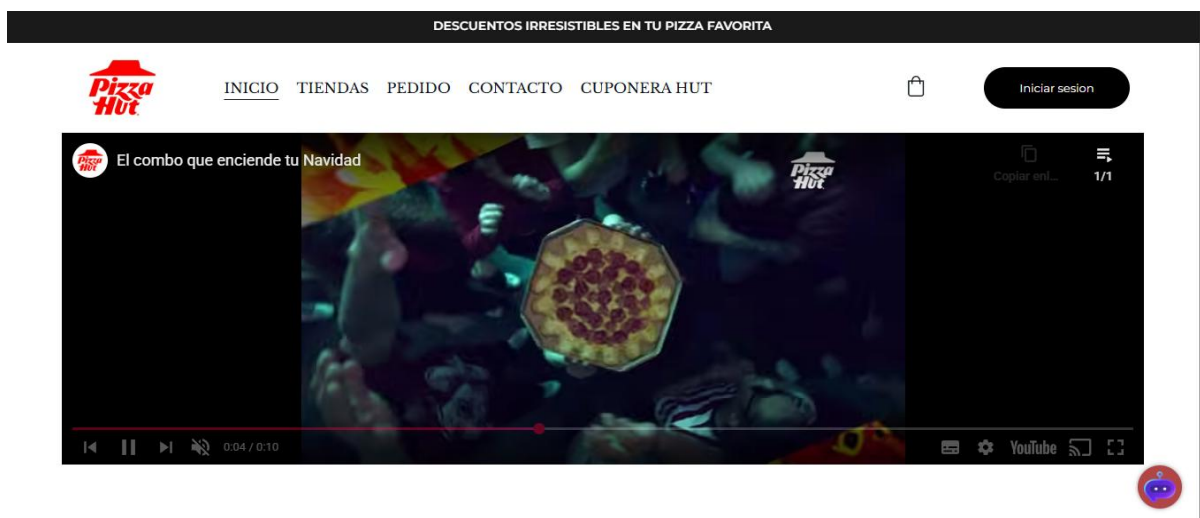 DESCUENTOS IRRESISTIBLES EN TU PIZZA FAVORITA
Pizza Hut
INICIO TIENDAS PEDIDO CONTACTO CUPONERA HUT
Iniciar sesion
Pizza Hut
El combo que enciende tu Navidad
Pizza Hut
Copiar enl...
1/1
0:04 / 0:10
YouTube